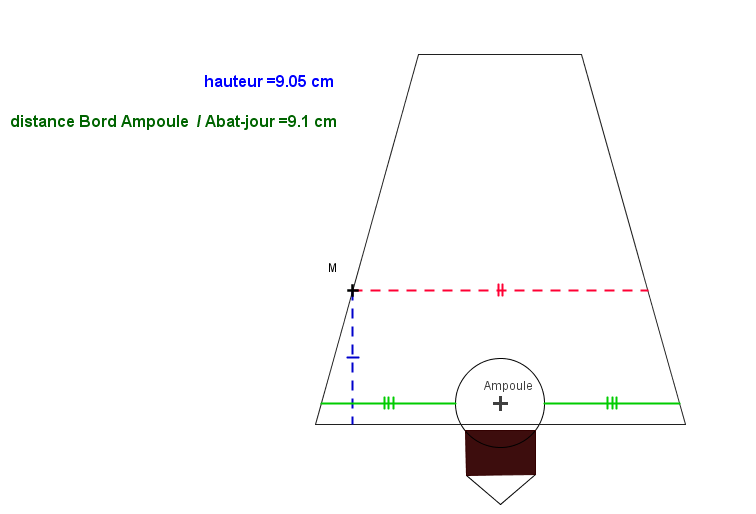 hauteur =9.05 cm
distance Bord Ampoule / Abat-jour =9.1 cm
M
Ampoule